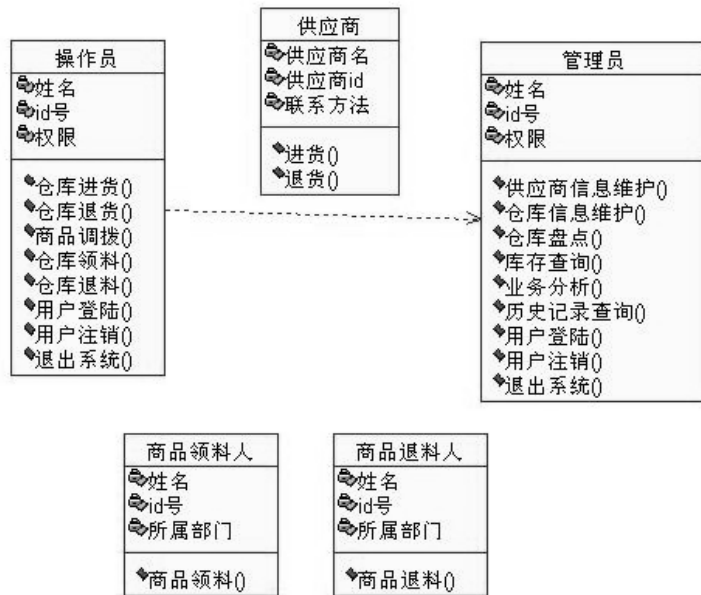 操作员
姓名
id号
权限
仓库进货()
仓库退货()
商品调拨()
仓库领料()
仓库退料()
用户登陆()
用户注销()
退出系统()
供应商
供应商名
供应商id
联系方法
进货()
退货()
管理员
姓名
id号
权限
供应商信息维护()
仓库信息维护()
仓库盘点()
库存查询()
业务分析()
历史记录查询()
用户登陆()
用户注销()
退出系统()
商品领料人
姓名
id号
所属部门
商品领料()
商品退料人
姓名
id号
所属部门
商品退料()